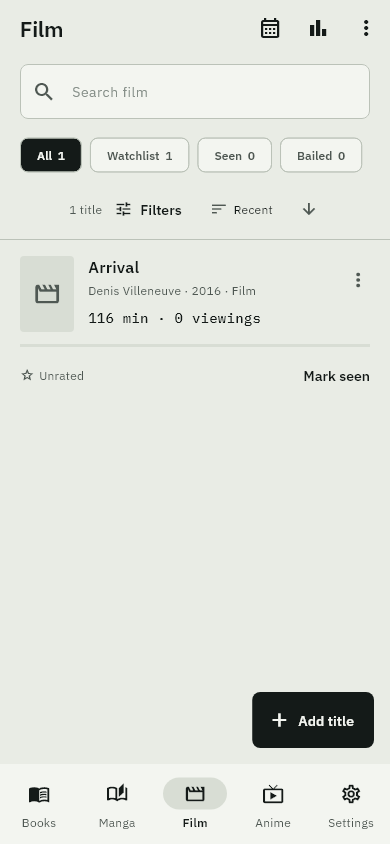 Film
Search film
All 1
Watchlist 1
Seen 0
Bailed 0
1 title
Filters
Recent
Arrival
Denis Villeneuve · 2016 · Film
116 min · 0 viewings
Unrated
Mark seen
Add title
Books
Manga
Film
Anime
Settings